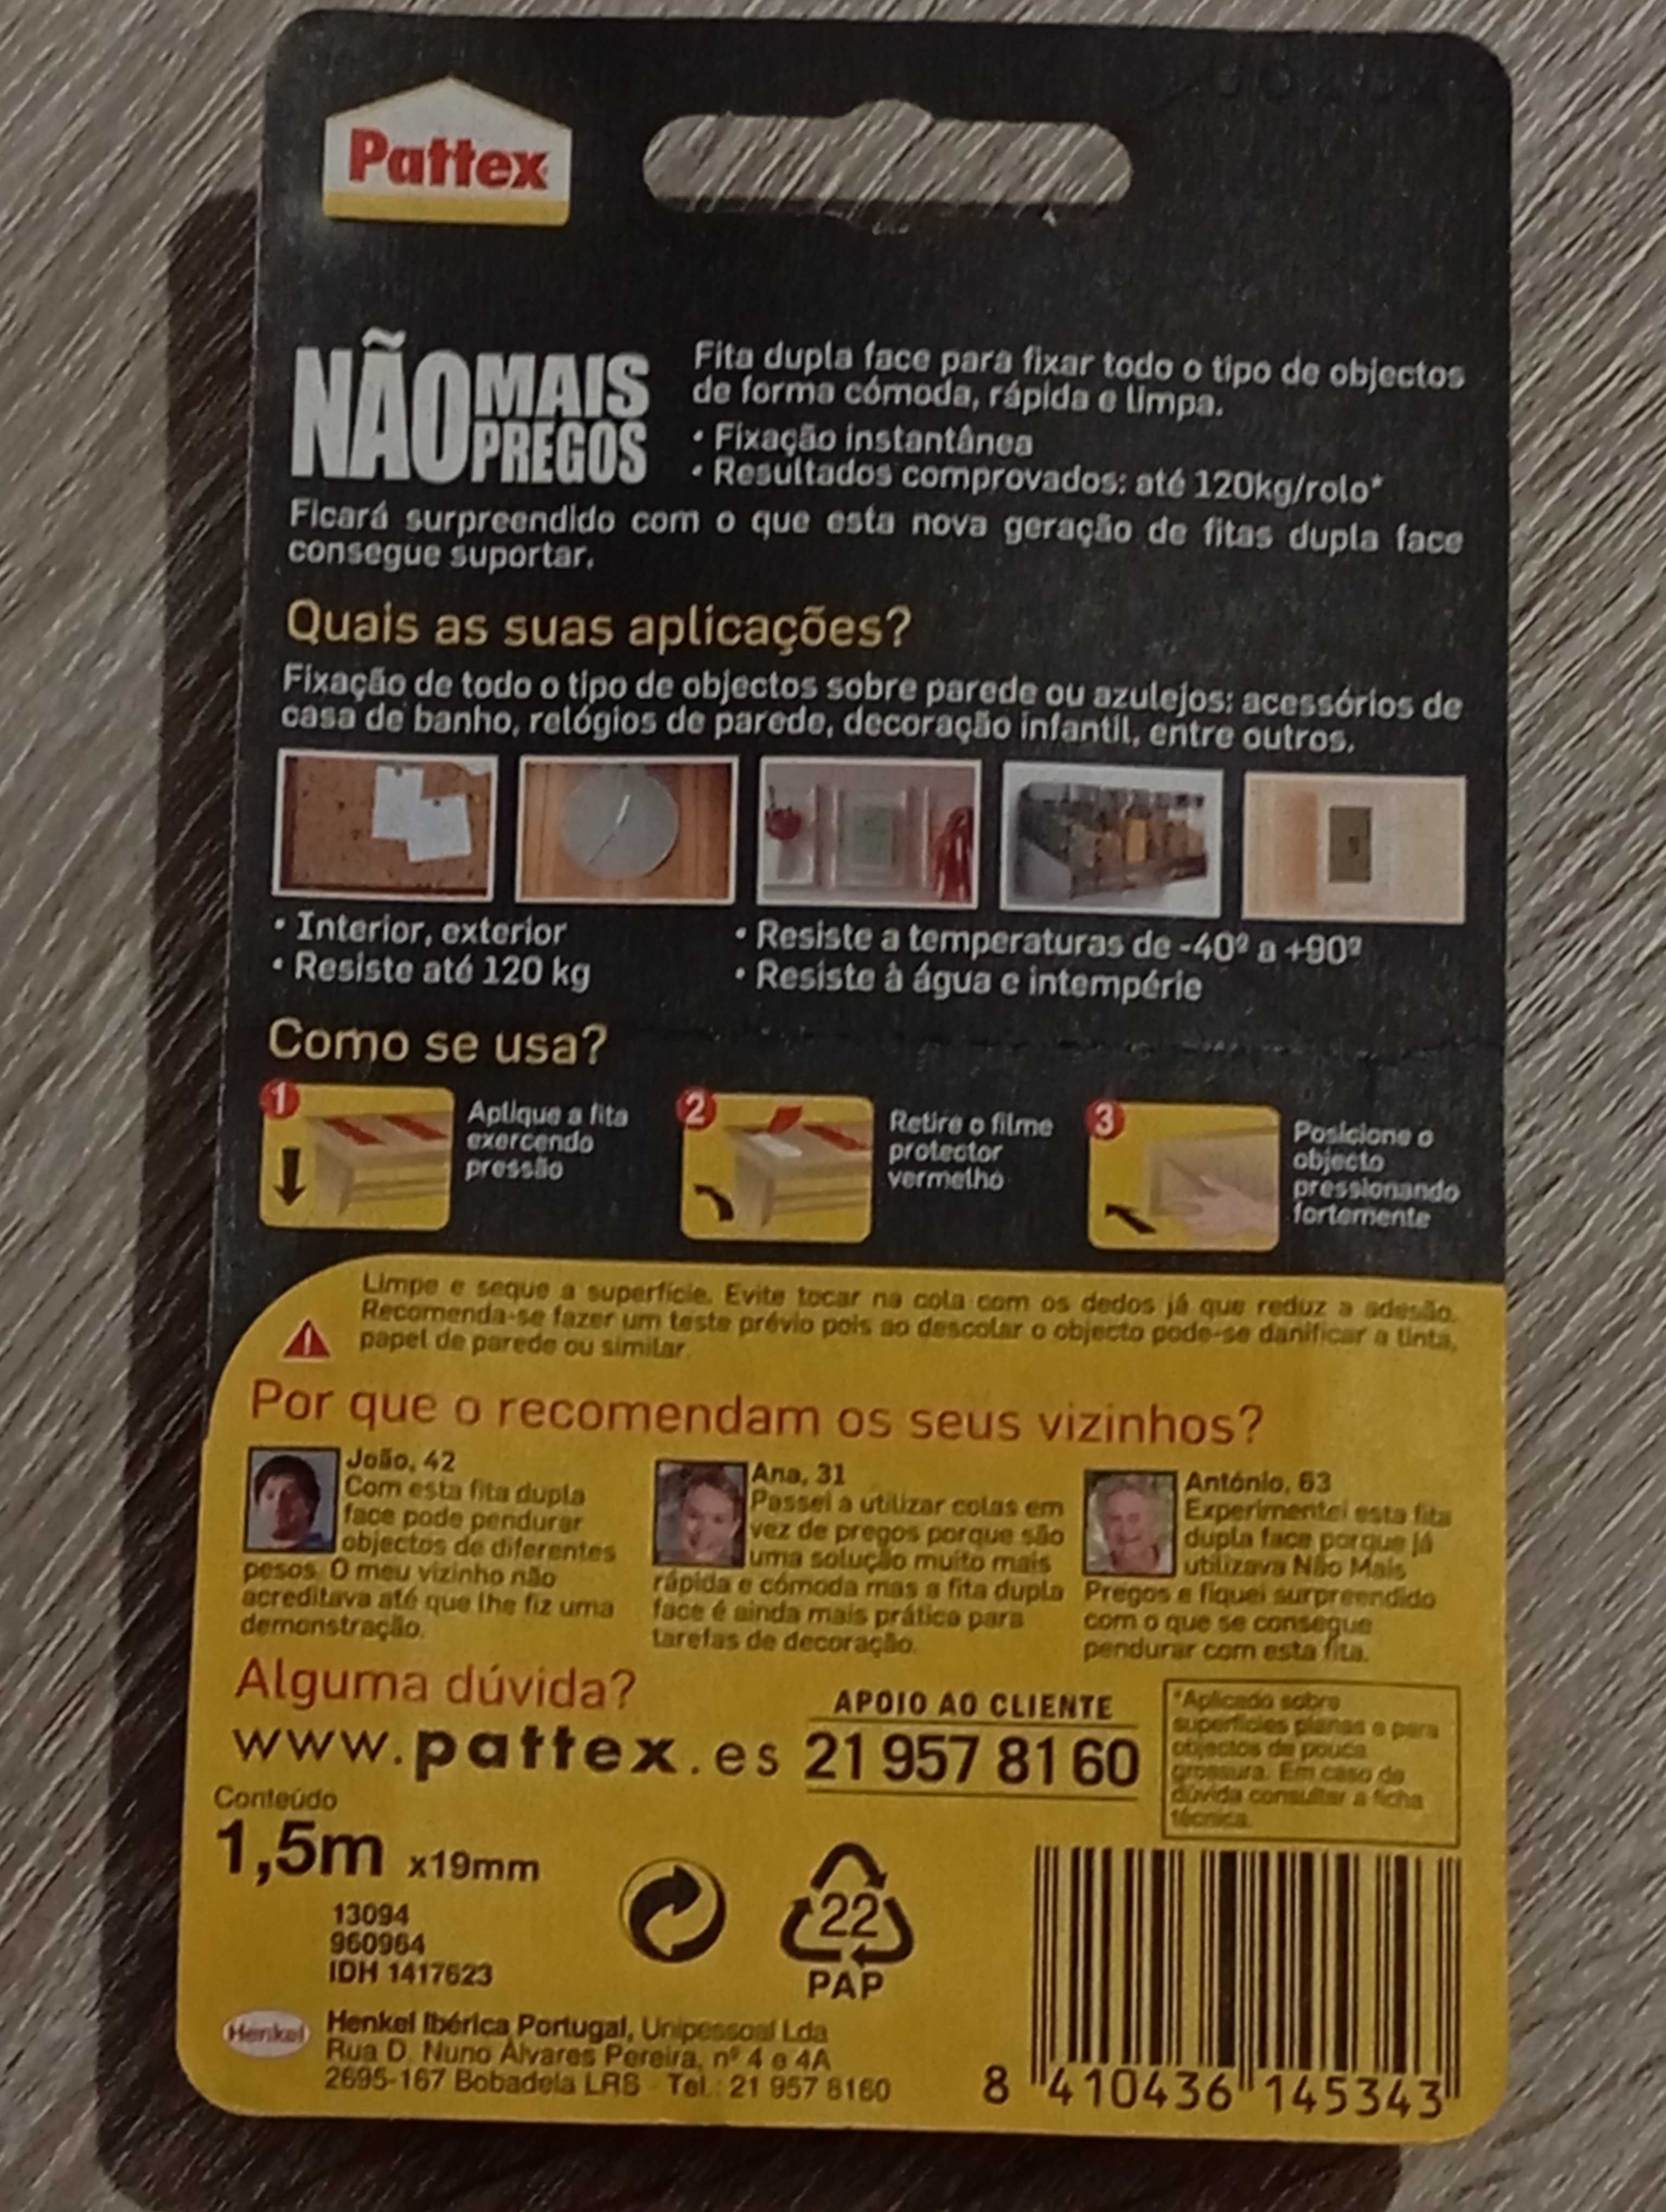 Pattex
NÃO MAIS
PREGOS
Fita dupla face para fixar todo o tipo de objectos
de forma cómoda, rápida e limpa.
• Fixação instantânea
• Resultados comprovados: até 120kg/rolo*
Ficará surpreendido com o que esta nova geração de fitas dupla face
consegue suportar.
Quais as suas aplicações?
Fixação de todo o tipo de objectos sobre parede ou azulejos: acessórios de
casa de banho, relógios de parede, decoração infantil, entre outros.
• Interior, exterior
• Resiste até 120 kg
• Resiste a temperaturas de -40º a +90º
• Resiste à água e intempérie
Como se usa?
1
Aplique a fita
exercendo
pressão
2
Retire o filme
protector
vermelho
3
Posicione o
objecto
pressionando
fortemente
Limpe e seque a superfície. Evite tocar na cola com os dedos já que reduz a adesão.
Recomenda-se fazer um teste prévio pois ao descolar o objecto pode-se danificar a tinta,
papel de parede ou similar.
Por que o recomendam os seus vizinhos?
João, 42
Com esta fita dupla
face pode pendurar
objectos de diferentes
pesos. O meu vizinho não
acreditava até que lhe fiz uma
demonstração.
Ana, 31
Passei a utilizar colas em
vez de pregos porque são
uma solução muito mais
rápida e cómoda mas a fita dupla
face é ainda mais prática para
tarefas de decoração.
António, 63
Experimentei esta fita
dupla face porque já
utilizava Não Mais
Pregos e fiquei surpreendido
com o que se consegue
pendurar com esta fita.
Alguma dúvida?
www.pattex.es
APOIO AO CLIENTE
21 957 81 60
*Aplicado sobre
superfícies planas e para
objectos de pouca
grossura. Em caso de
dúvida consultar a ficha
técnica.
Conteúdo
1,5m x19mm
13094
960964
IDH 1417623
22
PAP
Henkel
Henkel Ibérica Portugal, Unipessoal Lda
Rua D. Nuno Álvares Pereira, nº 4 e 4A
2695-167 Bobadela LRS Tel.: 21 957 8160
8 410436 145343